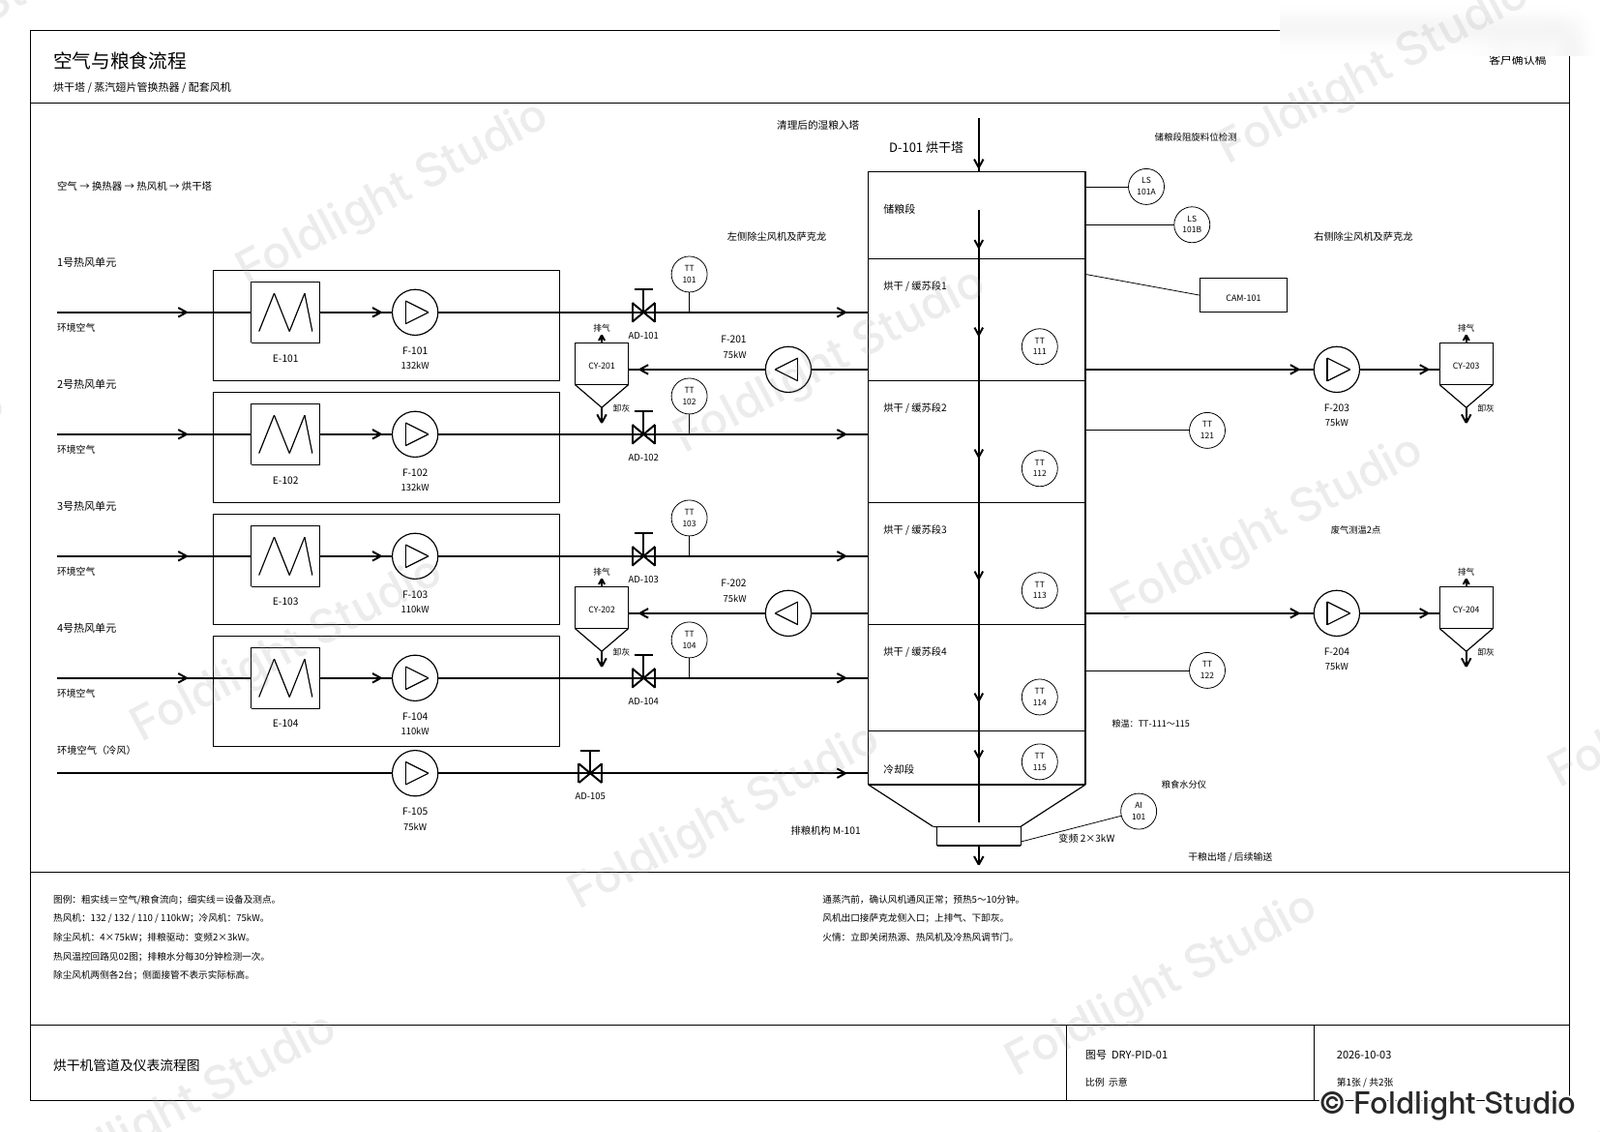 空气与粮食流程
烘干塔 / 蒸汽翅片管换热器 / 配套风机
客户确认稿
清理后的湿粮入塔
D-101 烘干塔
储粮段阻旋料位检测
空气 → 换热器 → 热风机 → 烘干塔
LS
101A
储粮段
LS
101B
左侧除尘风机及萨克龙
右侧除尘风机及萨克龙
1号热风单元
TT
101
烘干 / 缓苏段1
CAM-101
环境空气
E-101
F-101
132kW
AD-101
排气
CY-201
卸灰
F-201
75kW
TT
111
排气
CY-203
卸灰
F-203
75kW
2号热风单元
TT
102
烘干 / 缓苏段2
TT
121
环境空气
E-102
F-102
132kW
AD-102
TT
112
3号热风单元
TT
103
烘干 / 缓苏段3
废气测温2点
环境空气
E-103
F-103
110kW
AD-103
排气
CY-202
卸灰
F-202
75kW
TT
113
排气
CY-204
卸灰
F-204
75kW
4号热风单元
TT
104
烘干 / 缓苏段4
TT
122
环境空气
E-104
F-104
110kW
AD-104
TT
114
粮温：TT-111～115
环境空气（冷风）
F-105
75kW
AD-105
冷却段
TT
115
粮食水分仪
AI
101
排粮机构 M-101
变频 2×3kW
干粮出塔 / 后续输送
图例：粗实线＝空气/粮食流向；细实线＝设备及测点。
热风机：132 / 132 / 110 / 110kW；冷风机：75kW。
除尘风机：4×75kW；排粮驱动：变频2×3kW。
热风温控回路见02图；排粮水分每30分钟检测一次。
除尘风机两侧各2台；侧面接管不表示实际标高。
通蒸汽前，确认风机通风正常；预热5～10分钟。
风机出口接萨克龙侧入口；上排气、下卸灰。
火情：立即关闭热源、热风机及冷热风调节门。
烘干机管道及仪表流程图
图号 DRY-PID-01
比例 示意
2026-10-03
第1张 / 共2张
© Foldlight Studio
Foldlight Studio
Foldlight Studio
Foldlight Studio
Foldlight Studio
Foldlight Studio
Foldlight Studio
Foldlight Studio
Foldlight Studio